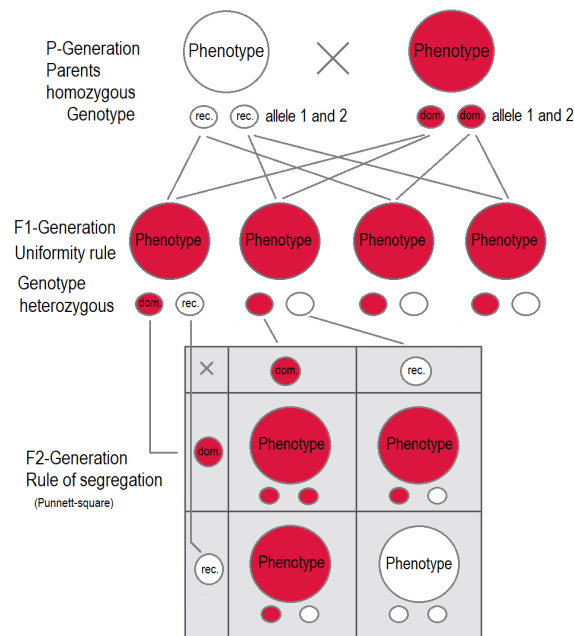 P-Generation
Parents
homozygous
Genotype
Phenotype
Phenotype
rec.
rec.
allele 1 and 2
dom.
dom.
allele 1 and 2
F1-Generation
Uniformity rule
Phenotype
Phenotype
Phenotype
Phenotype
Genotype
heterozygous
dom.
rec.
dom.
rec.
F2-Generation
Rule of segregation
(Punnett-square)
dom.
Phenotype
Phenotype
rec.
Phenotype
Phenotype